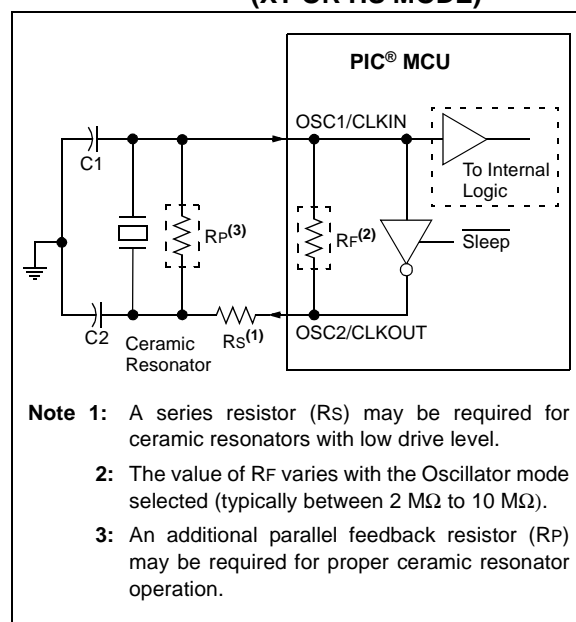 (XT OR HS MODE)
PIC® MCU
OSC1/CLKIN
C1
To Internal
Logic
RP(3)
RF(2)
Sleep
C2
Ceramic
Resonator
RS(1)
OSC2/CLKOUT
Note 1: A series resistor (RS) may be required for
ceramic resonators with low drive level.
2: The value of RF varies with the Oscillator mode
selected (typically between 2 MΩ to 10 MΩ).
3: An additional parallel feedback resistor (RP)
may be required for proper ceramic resonator
operation.